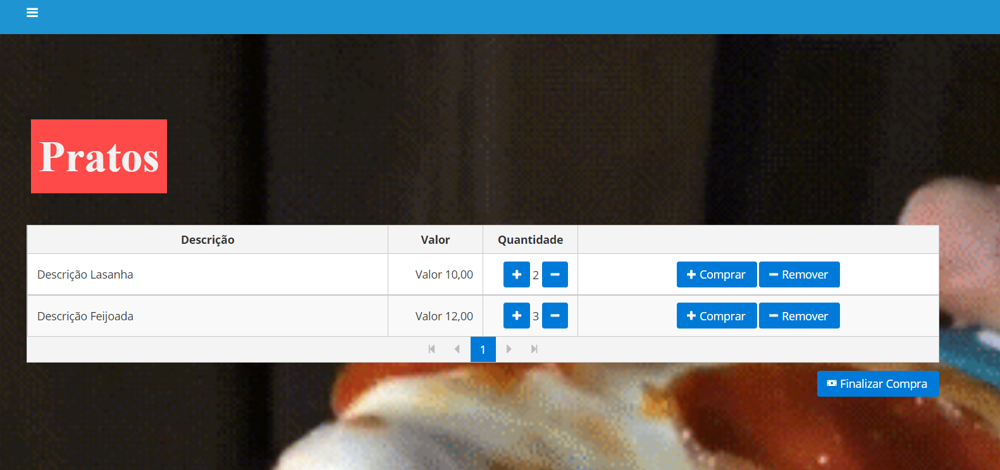 Pratos
Descrição Valor Quantidade
Descrição Lasanha Valor 10,00 2 Comprar Remover
Descrição Feijoada Valor 12,00 3 Comprar Remover
1
Finalizar Compra